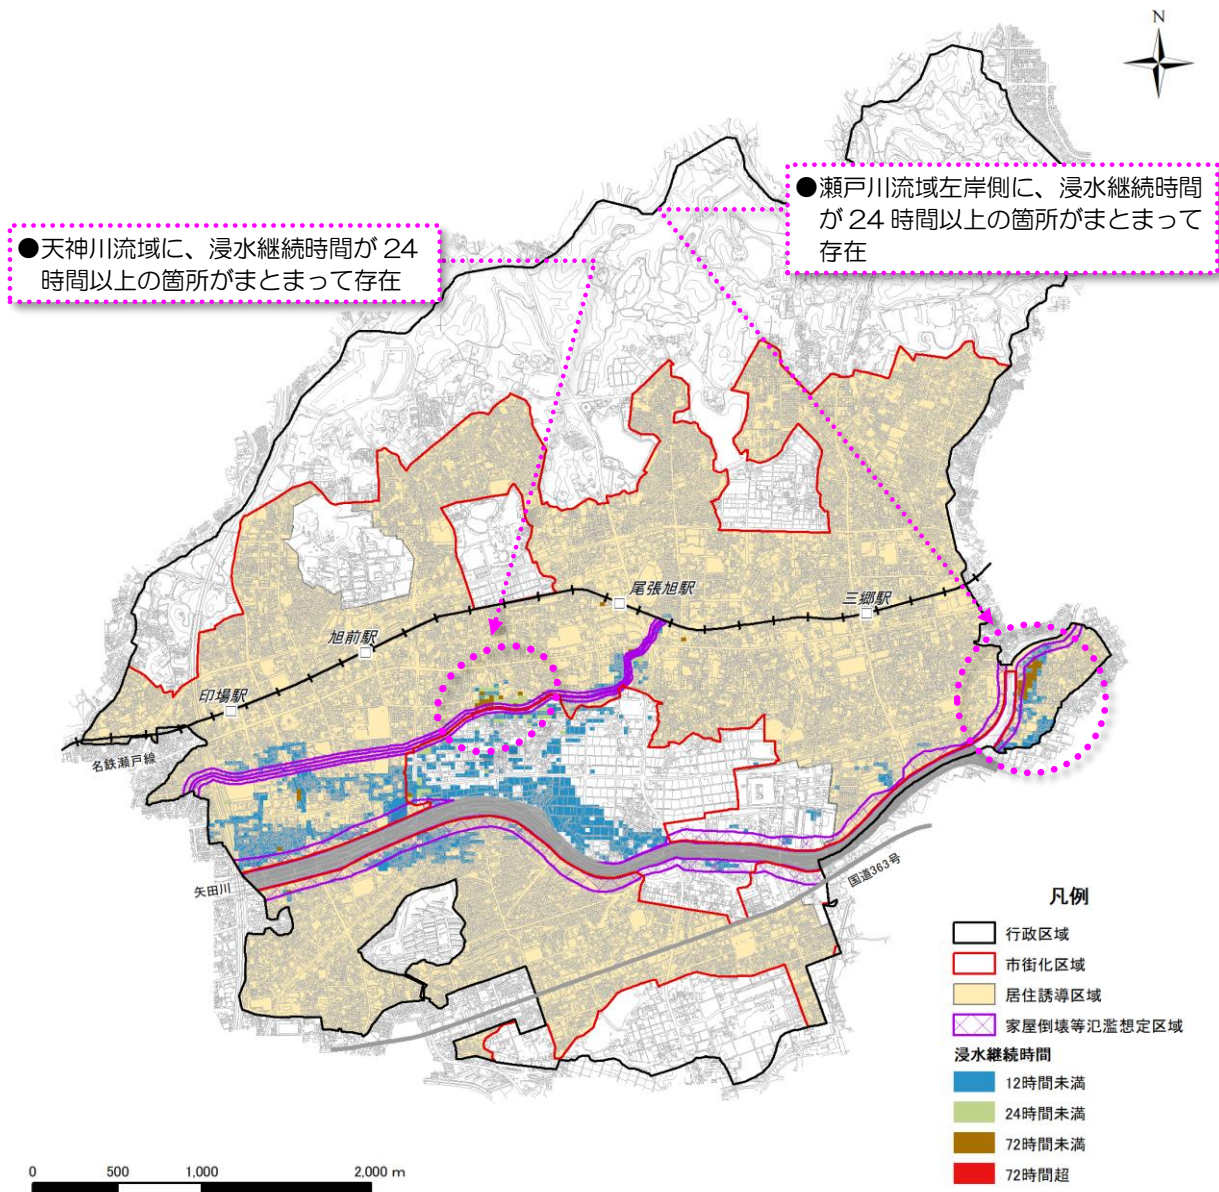 N
●瀬戸川流域左岸側に、浸水継続時間
が 24 時間以上の箇所がまとまって
存在
●天神川流域に、浸水継続時間が 24
時間以上の箇所がまとまって存在
尾張旭駅
三郷駅
旭前駅
印場駅
名鉄瀬戸線
矢田川
国道363号
凡例
行政区域
市街化区域
居住誘導区域
家屋倒壊等氾濫想定区域
浸水継続時間
12時間未満
24時間未満
72時間未満
72時間超
0 500 1,000 2,000 m